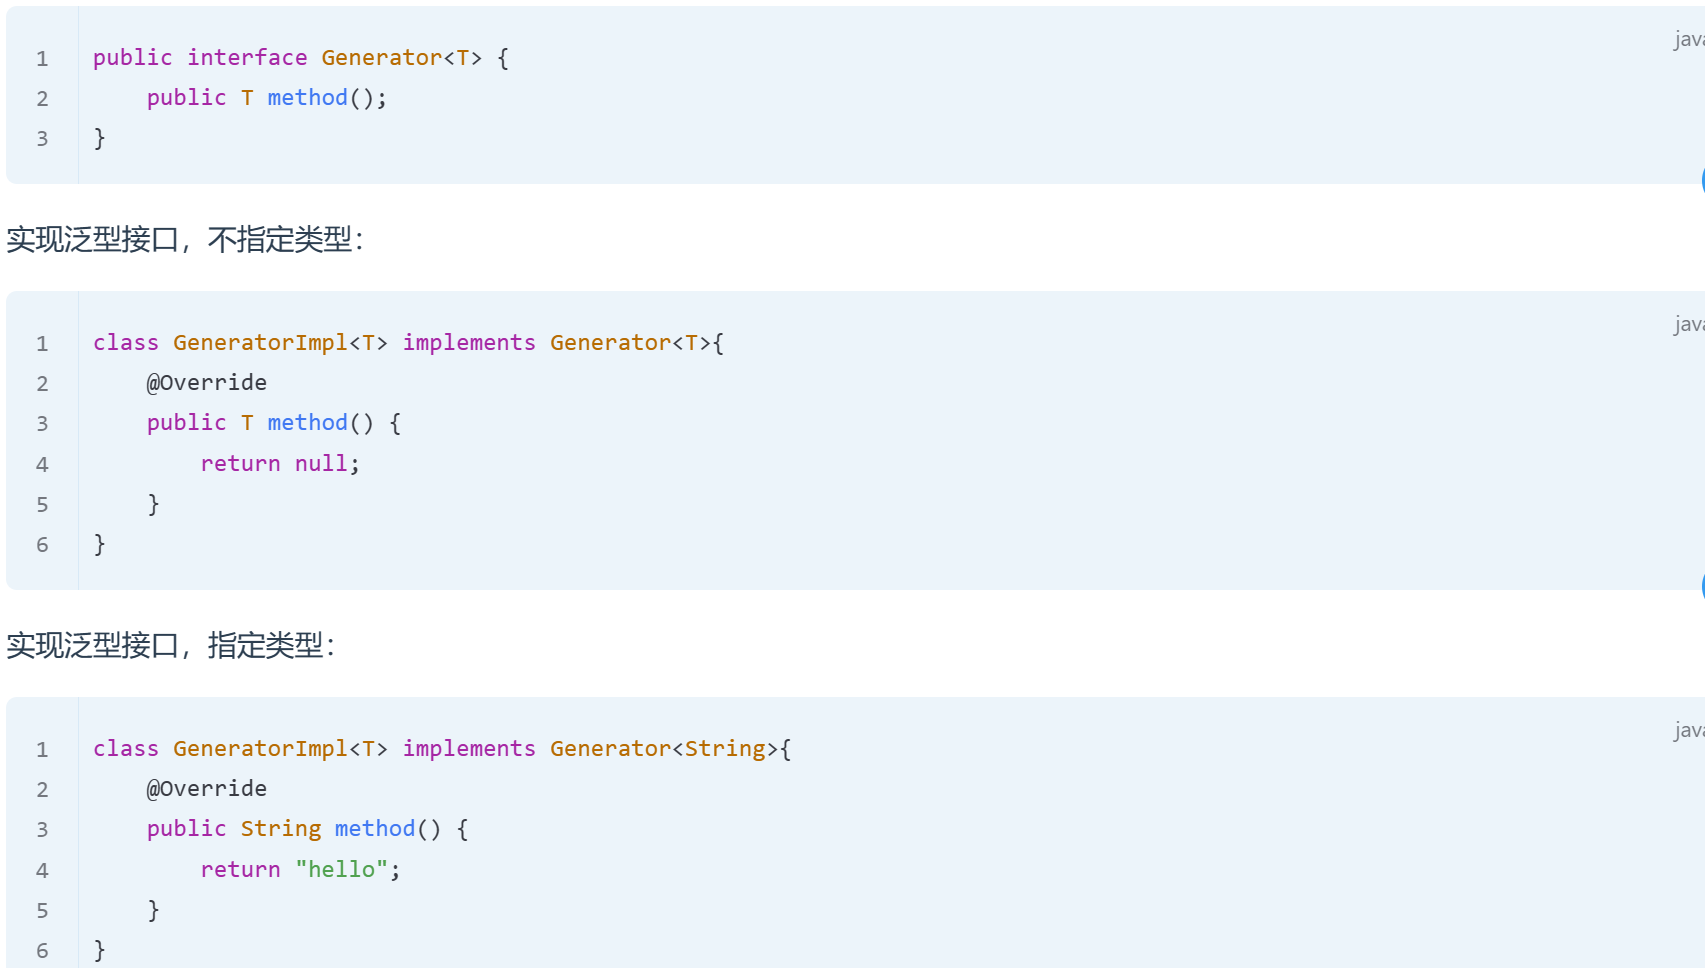 java
1 public interface Generator<T> {
2     public T method();
3 }
实现泛型接口，不指定类型：
java
1 class GeneratorImpl<T> implements Generator<T>{
2     @Override
3     public T method() {
4         return null;
5     }
6 }
实现泛型接口，指定类型：
java
1 class GeneratorImpl<T> implements Generator<String>{
2     @Override
3     public String method() {
4         return "hello";
5     }
6 }